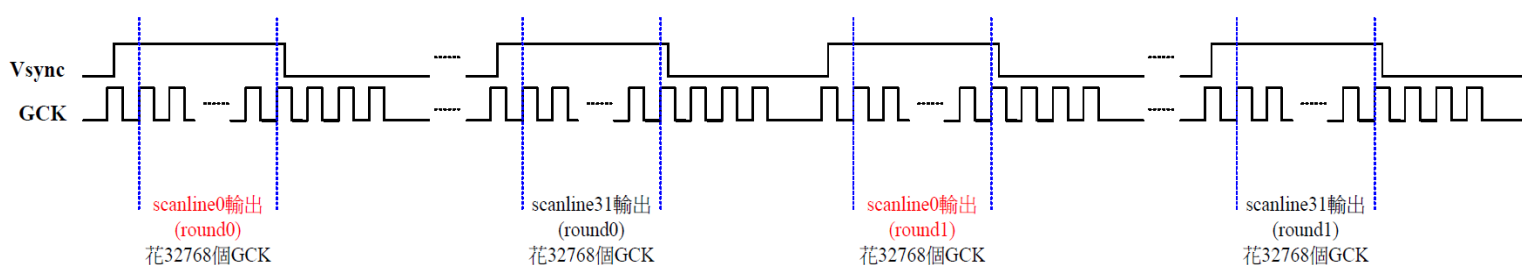 Vsync
GCK
scanline0輸出
(round0)
花32768個GCK
scanline31輸出
(round0)
花32768個GCK
scanline0輸出
(round1)
花32768個GCK
scanline31輸出
(round1)
花32768個GCK